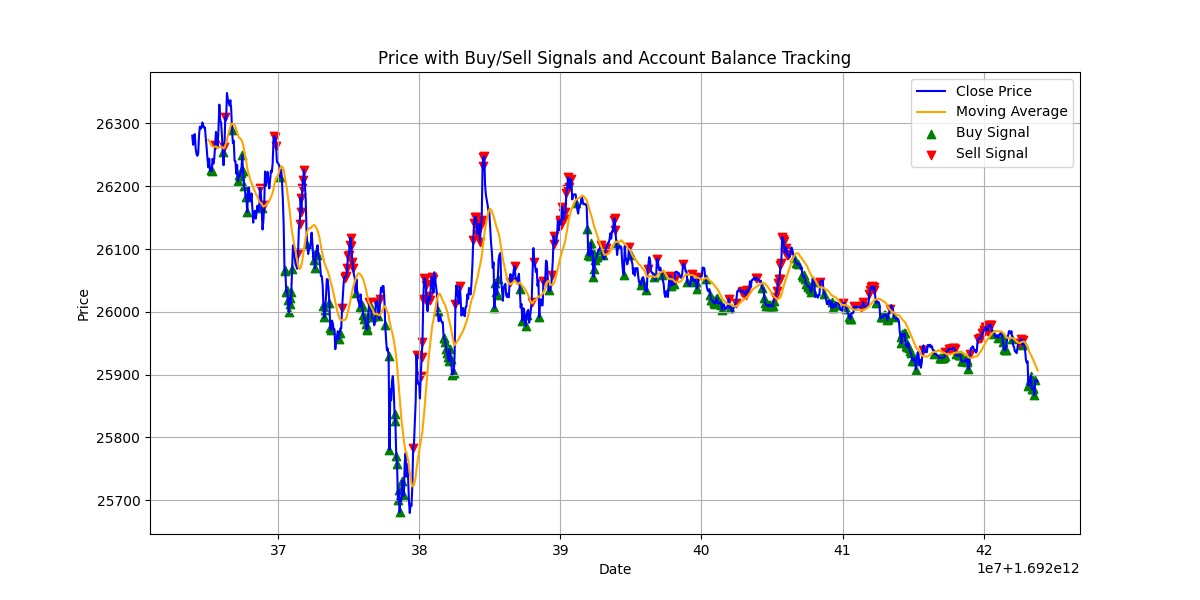 Price with Buy/Sell Signals and Account Balance Tracking
Close Price
Moving Average
Buy Signal
Sell Signal
26300
26200
26100
26000
25900
25800
25700
Price
37 38 39 40 41 42
1e7+1.692e12
Date